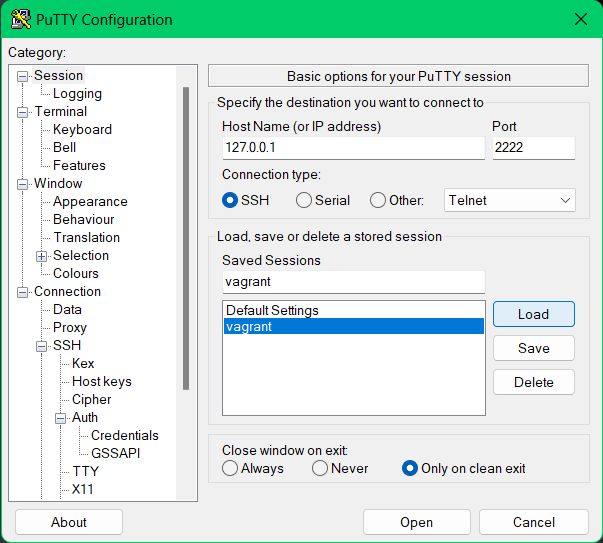 PuTTY Configuration
Category:
Session
Logging
Terminal
Keyboard
Bell
Features
Window
Appearance
Behaviour
Translation
Selection
Colours
Connection
Data
Proxy
SSH
Kex
Host keys
Cipher
Auth
Credentials
GSSAPI
TTY
X11
Basic options for your PuTTY session
Specify the destination you want to connect to
Host Name (or IP address) Port
127.0.0.1 2222
Connection type:
SSH Serial Other: Telnet
Load, save or delete a stored session
Saved Sessions
vagrant
Default Settings
vagrant
Load
Save
Delete
Close window on exit:
Always Never Only on clean exit
About Open Cancel